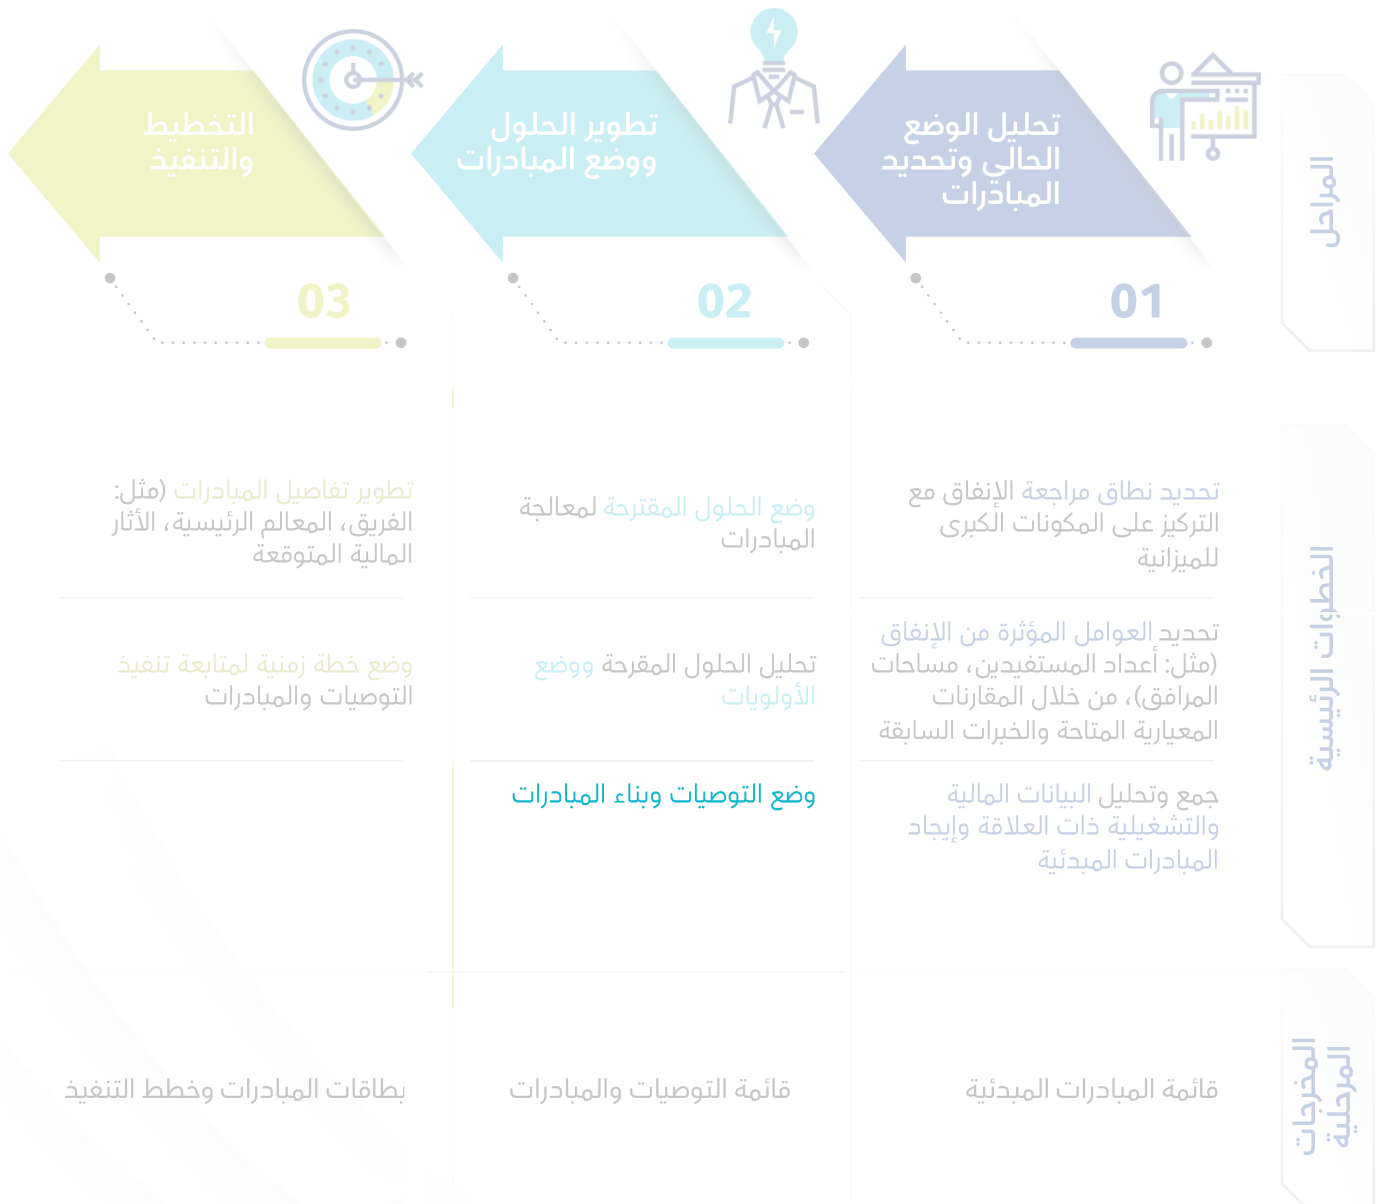 المراحل
تحليل الوضع
الحالي وتحديد
المبادرات
01
تطوير الحلول
ووضع المبادرات
02
التخطيط
والتنفيذ
03
الخطوات الرئيسية
تحديد نطاق مراجعة الإنفاق مع
التركيز على المكونات الكبرى
للميزانية
تحديد العوامل المؤثرة من الإنفاق
(مثل: أعداد المستفيدين، مساحات
المرافق)، من خلال المقارنات
المعيارية المتاحة والخبرات السابقة
جمع وتحليل البيانات المالية
والتشغيلية ذات العلاقة وإيجاد
المبادرات المبدئية
وضع الحلول المقترحة لمعالجة
المبادرات
تحليل الحلول المقرحة ووضع
الأولويات
وضع التوصيات وبناء المبادرات
تطوير تفاصيل المبادرات (مثل:
الفريق، المعالم الرئيسية، الأثار
المالية المتوقعة
وضع خطة زمنية لمتابعة تنفيذ
التوصيات والمبادرات
المخرجات
المرحلية
قائمة المبادرات المبدئية
قائمة التوصيات والمبادرات
بطاقات المبادرات وخطط التنفيذ